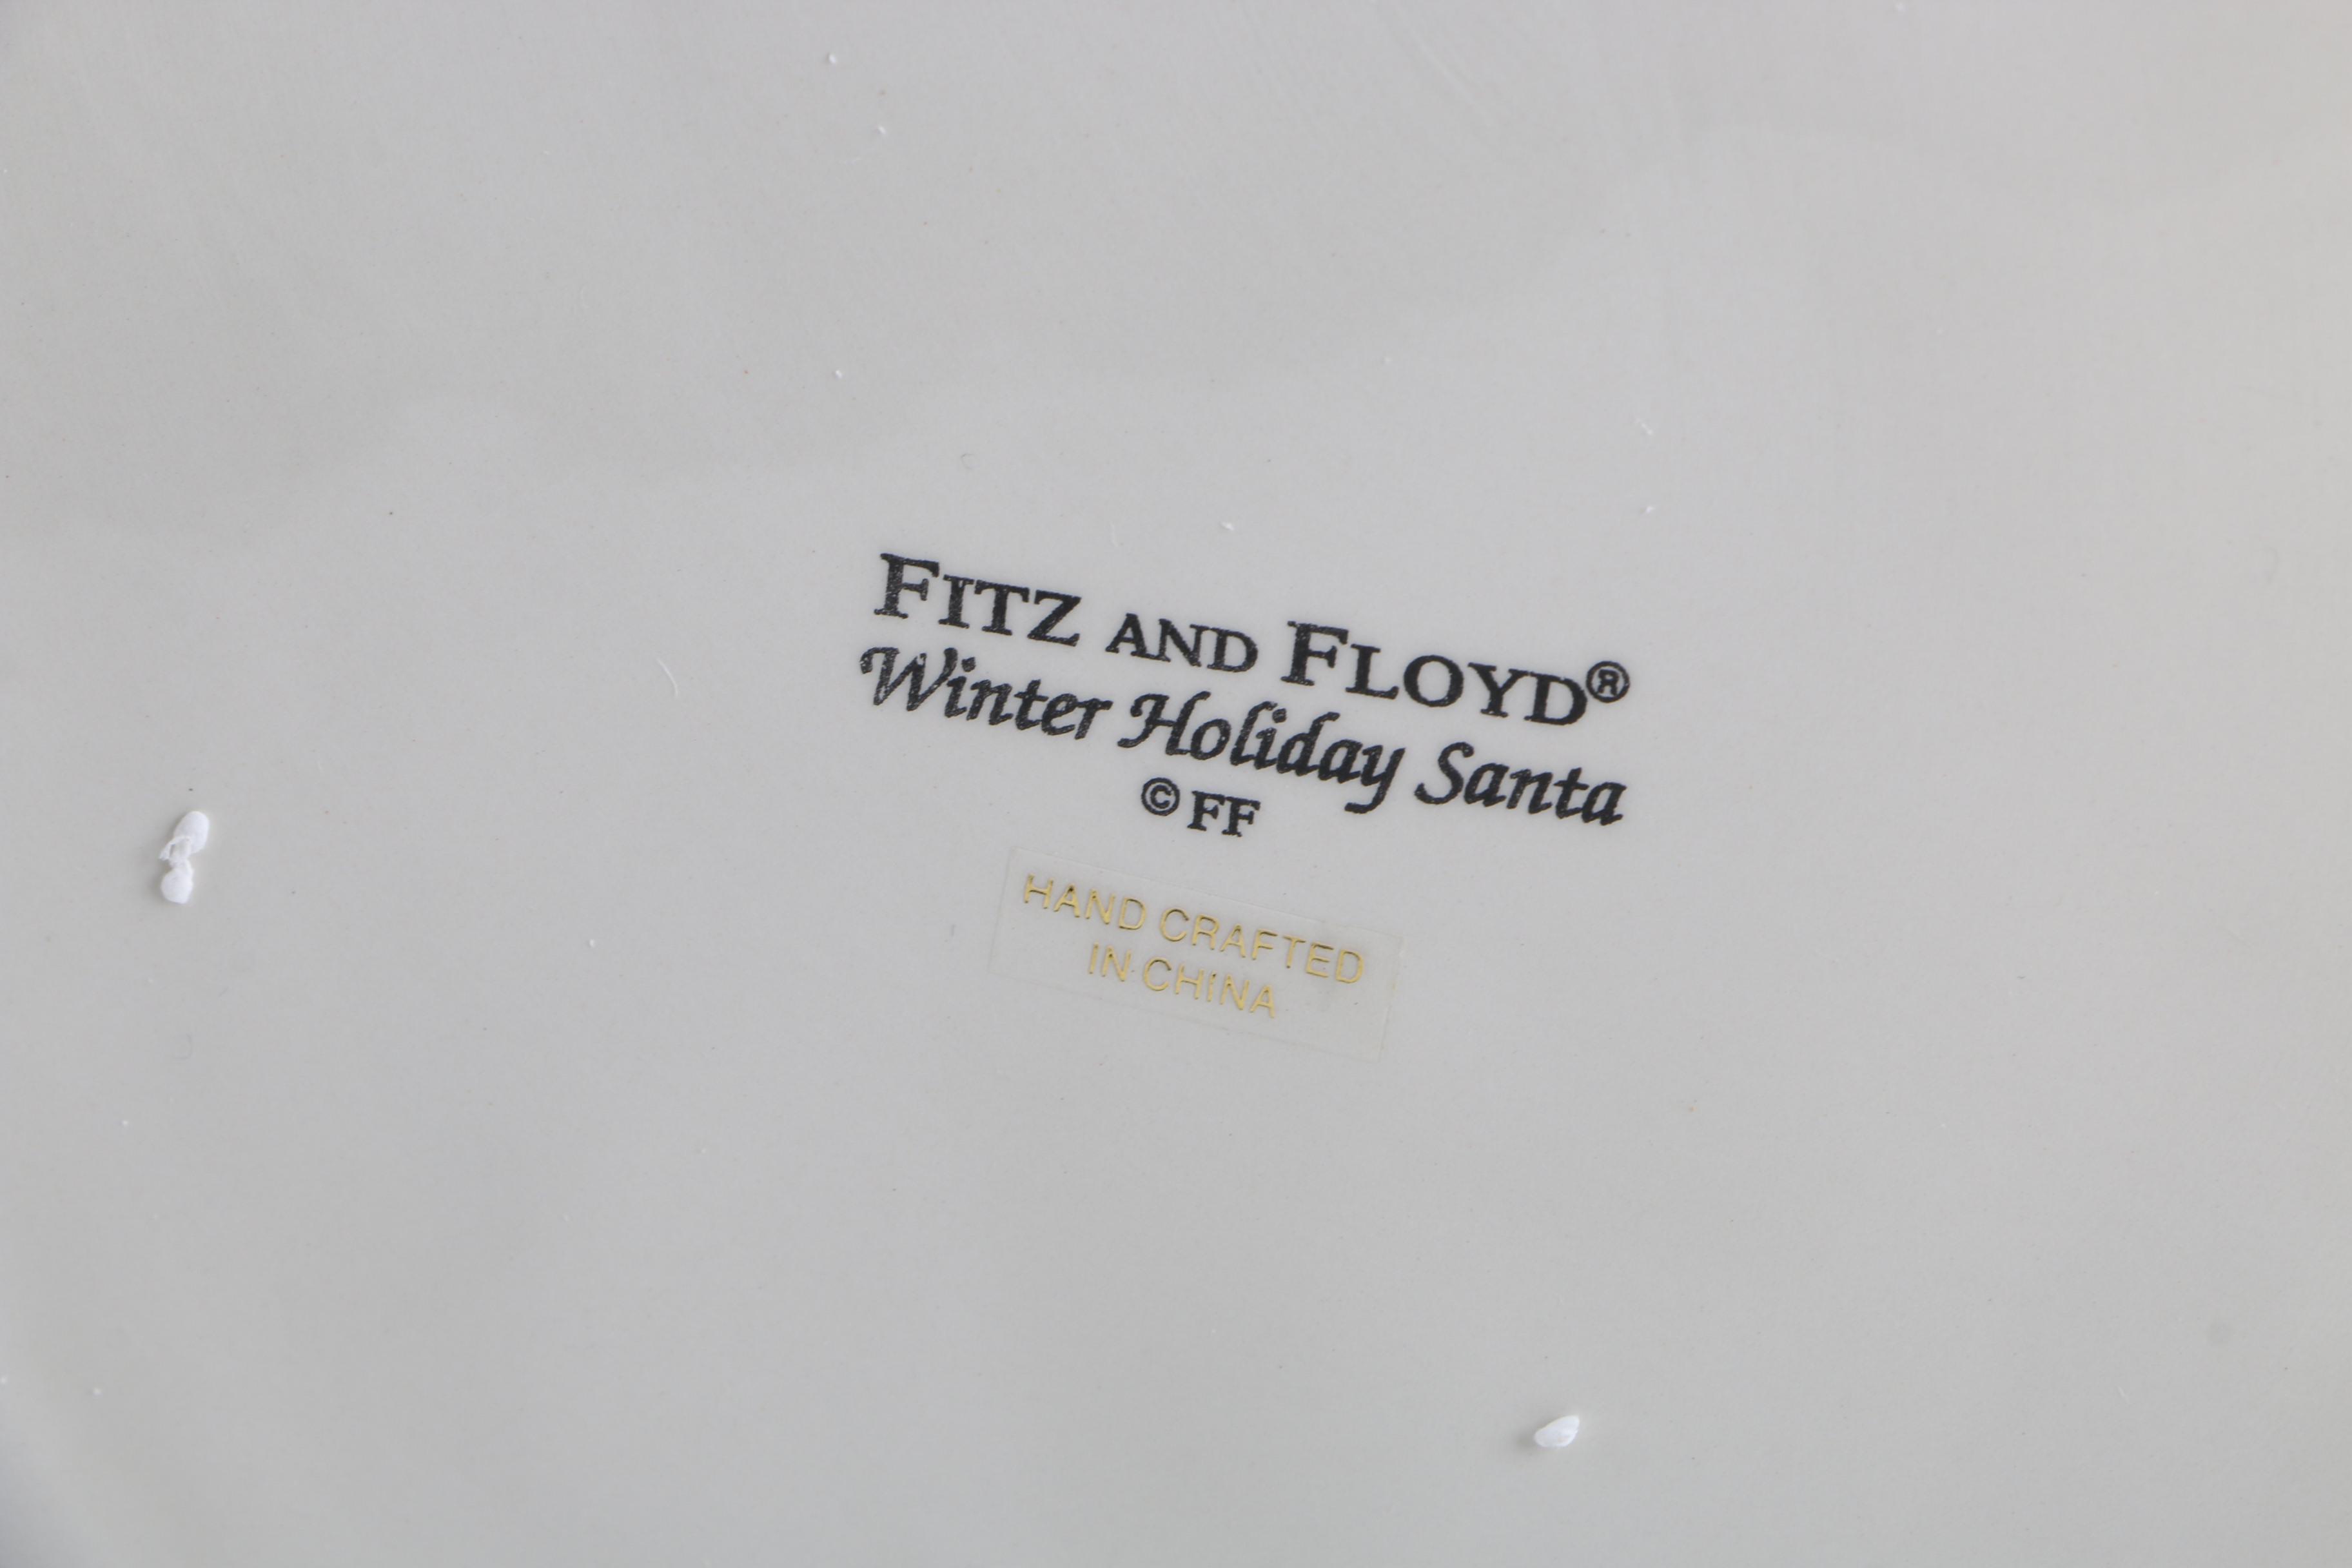 FITZ AND FLOYD®
Winter Holiday Santa
© FF
HAND CRAFTED
IN CHINA